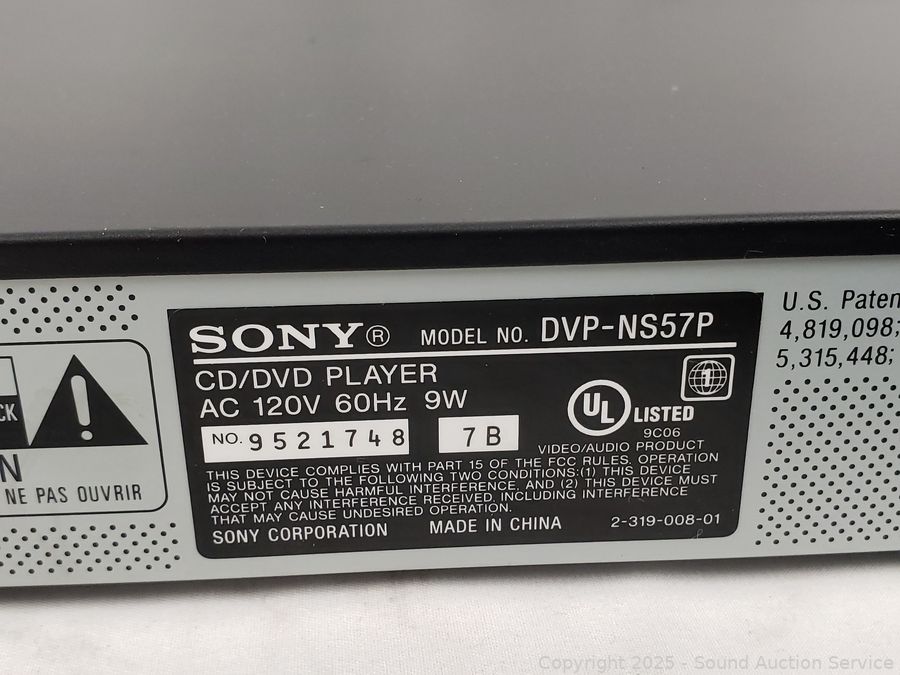 SONY® MODEL NO. DVP-NS57P
CD/DVD PLAYER
AC 120V 60Hz 9W
1
UL LISTED
9C06
NO. 9521748 7B
VIDEO/AUDIO PRODUCT
THIS DEVICE COMPLIES WITH PART 15 OF THE FCC RULES. OPERATION
IS SUBJECT TO THE FOLLOWING TWO CONDITIONS:(1) THIS DEVICE
MAY NOT CAUSE HARMFUL INTERFERENCE, AND (2) THIS DEVICE MUST
ACCEPT ANY INTERFERENCE RECEIVED, INCLUDING INTERFERENCE
THAT MAY CAUSE UNDESIRED OPERATION.
SONY CORPORATION MADE IN CHINA 2-319-008-01
CK
N
NE PAS OUVRIR
U.S. Paten
4,819,098;
5,315,448;
Copyright 2025 - Sound Auction Service